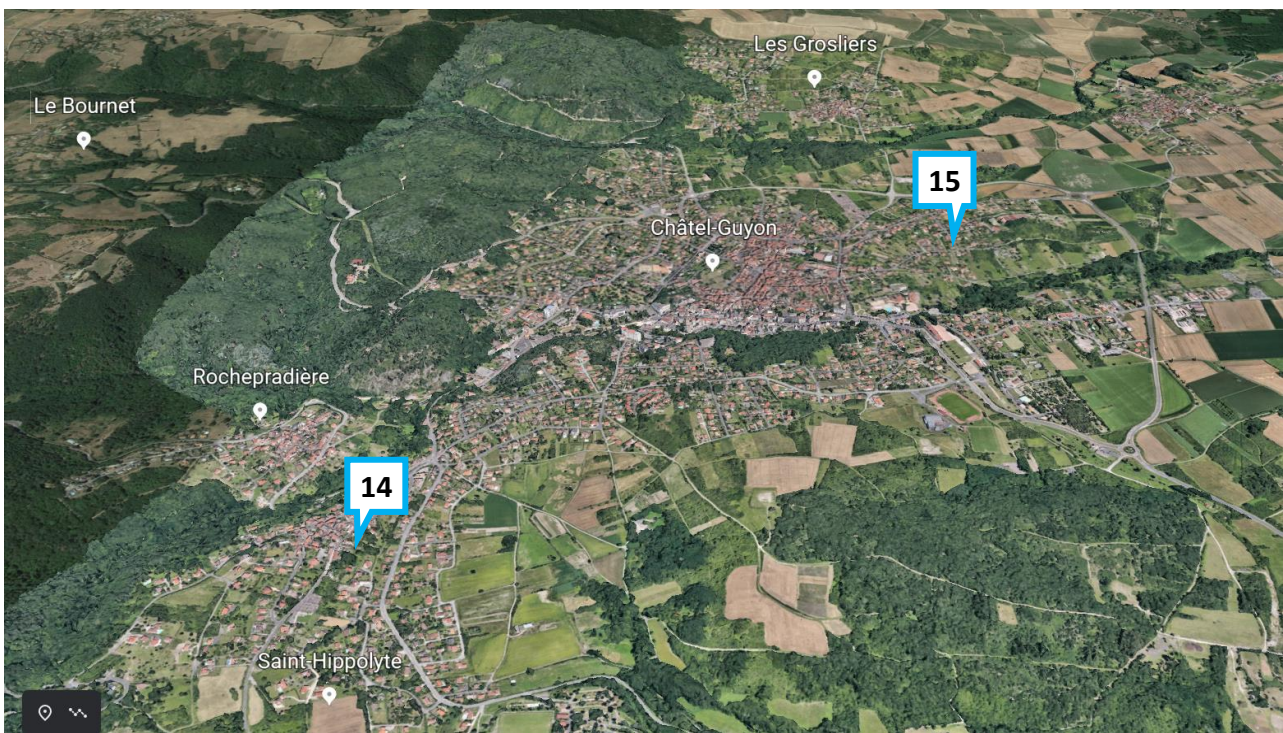 Les Grosliers
Le Bournet
15
Châtel-Guyon
Rochepradière
14
Saint-Hippolyte